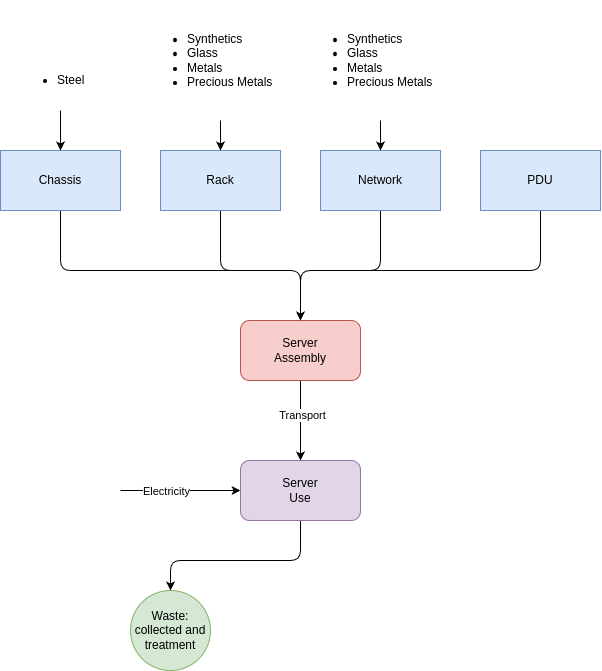 Synthetics
Glass
Metals
Precious Metals
Synthetics
Glass
Metals
Precious Metals
Steel
Chassis
Rack
Network
PDU
Server
Assembly
Transport
Electricity
Server
Use
Waste:
collected and
treatment